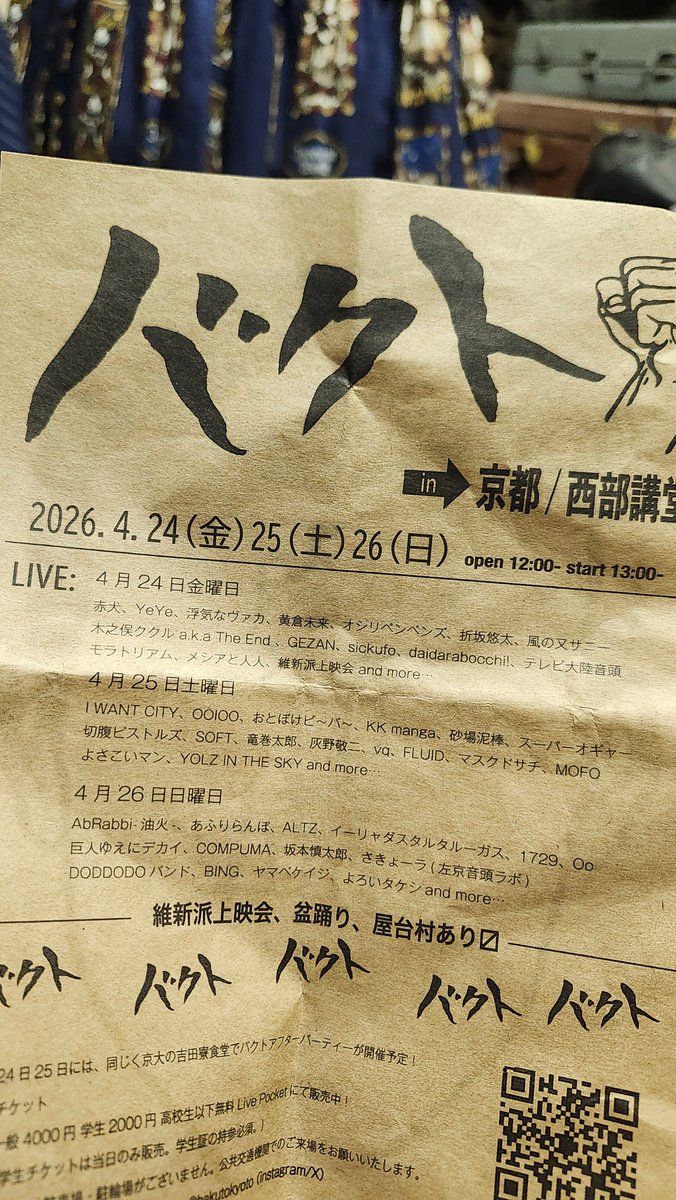 バクト
in 京都/西部講堂
2026.4.24(金)25(土)26(日) open 12:00- start 13:00-
LIVE: 4月24日金曜日
赤犬、YeYe、浮気なヴァカ、黄倉未来、オシリペンペンズ、折坂悠太、風の又サニー
木之俣ククル a.k.a The End 、GEZAN、sickufo、daidarabocchi!、テレビ大陸音頭
モラトリアム、メシアと人人、維新派上映会 and more…
4月25日土曜日
I WANT CITY、OOIOO、おとぼけビ〜バ〜、KK manga、砂場泥棒、スーパーオギャー
切腹ピストルズ、SOFT、竜巻太郎、灰野敬二、vq、FLUID、マスクドサチ、MOFO
よさこいマン、YOLZ IN THE SKY and more…
4月26日日曜日
AbRabbi-油火-、あふりらんぽ、ALTZ、イーリャダスタルタルーガス、1729、Oo
巨人ゆえにデカイ、COMPUMA、坂本慎太郎、さきょーラ(左京音頭ラボ)
DODDODOバンド、BING、ヤマベケイジ、よろいタケシ and more…
維新派上映会、盆踊り、屋台村あり〼
バクト バクト バクト バクト バクト
24日25日には、同じく京大の吉田寮食堂でバクトアフターパーティーが開催予定！
チケット
一般 4000円 学生2000円 高校生以下無料 Live Pocketにて販売中！
学生チケットは当日のみ販売。学生証の持参必須。)
駐車場・駐輪場がございません。公共交通機関でのご来場をお願いいたします。
@bakutokyoto (instagram/X)